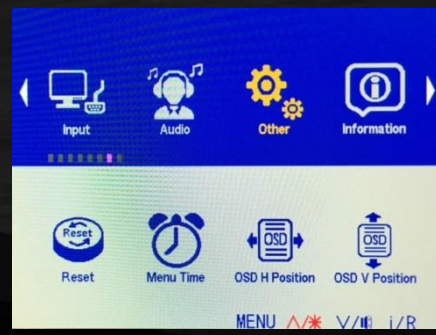 Input Audio Other Information
Reset
Reset Menu Time OSD H Position OSD V Position
OSD OSD
MENU /☀ / i/R